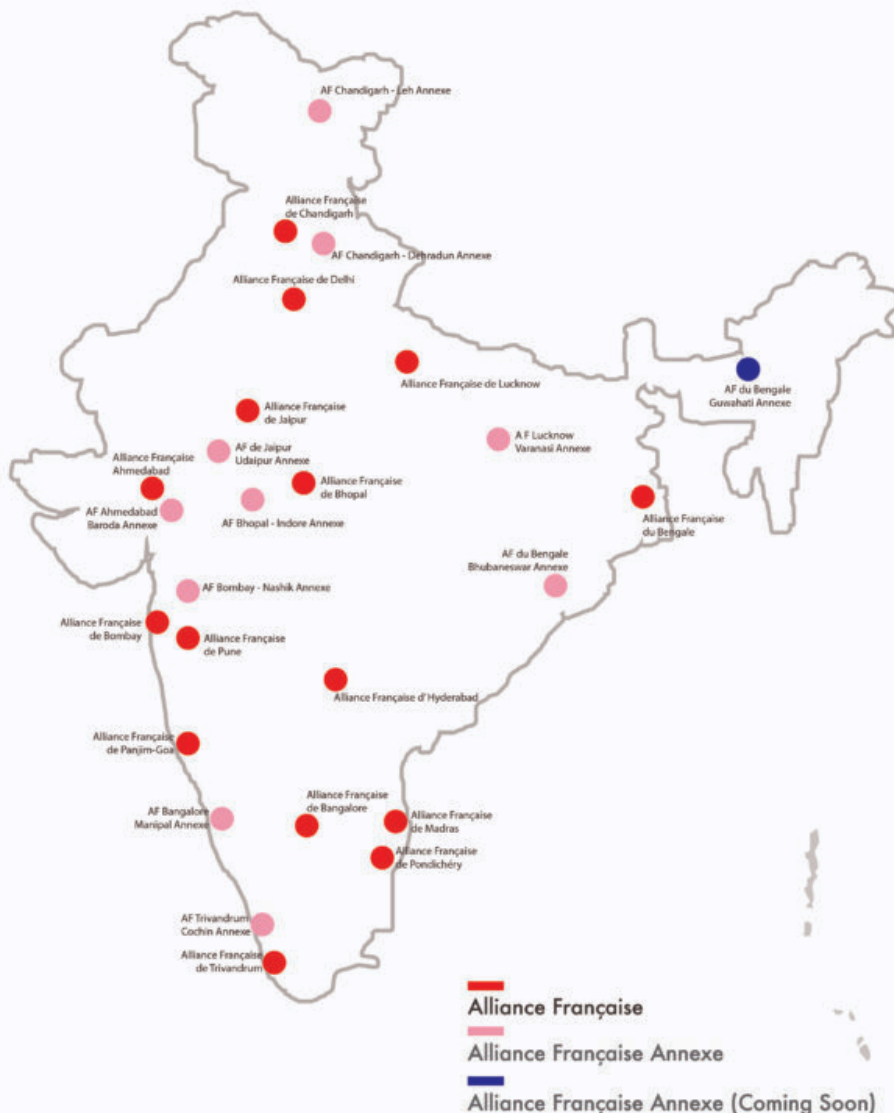 AF Chandigarh - Leh Annexe
Alliance Française
de Chandigarh
AF Chandigarh - Dehradun Annexe
Alliance Française de Delhi
Alliance Française de Lucknow
AF du Bengale
Guwahati Annexe
Alliance Française
de Jaipur
A F Lucknow
Varanasi Annexe
AF de Jaipur
Udaipur Annexe
Alliance Française
Ahmedabad
Alliance Française
de Bhopal
AF Ahmedabad
Baroda Annexe
AF Bhopal - Indore Annexe
Alliance Française
du Bengale
AF du Bengale
Bhubaneswar Annexe
AF Bombay - Nashik Annexe
Alliance Française
de Bombay
Alliance Française
de Pune
Alliance Française d'Hyderabad
Alliance Française
de Panjim-Goa
Alliance Française
de Bangalore
AF Bangalore
Manipal Annexe
Alliance Française
de Madras
Alliance Française
de Pondichéry
AF Trivandrum
Cochin Annexe
Alliance Française
de Trivandrum
Alliance Française
Alliance Française Annexe
Alliance Française Annexe (Coming Soon)